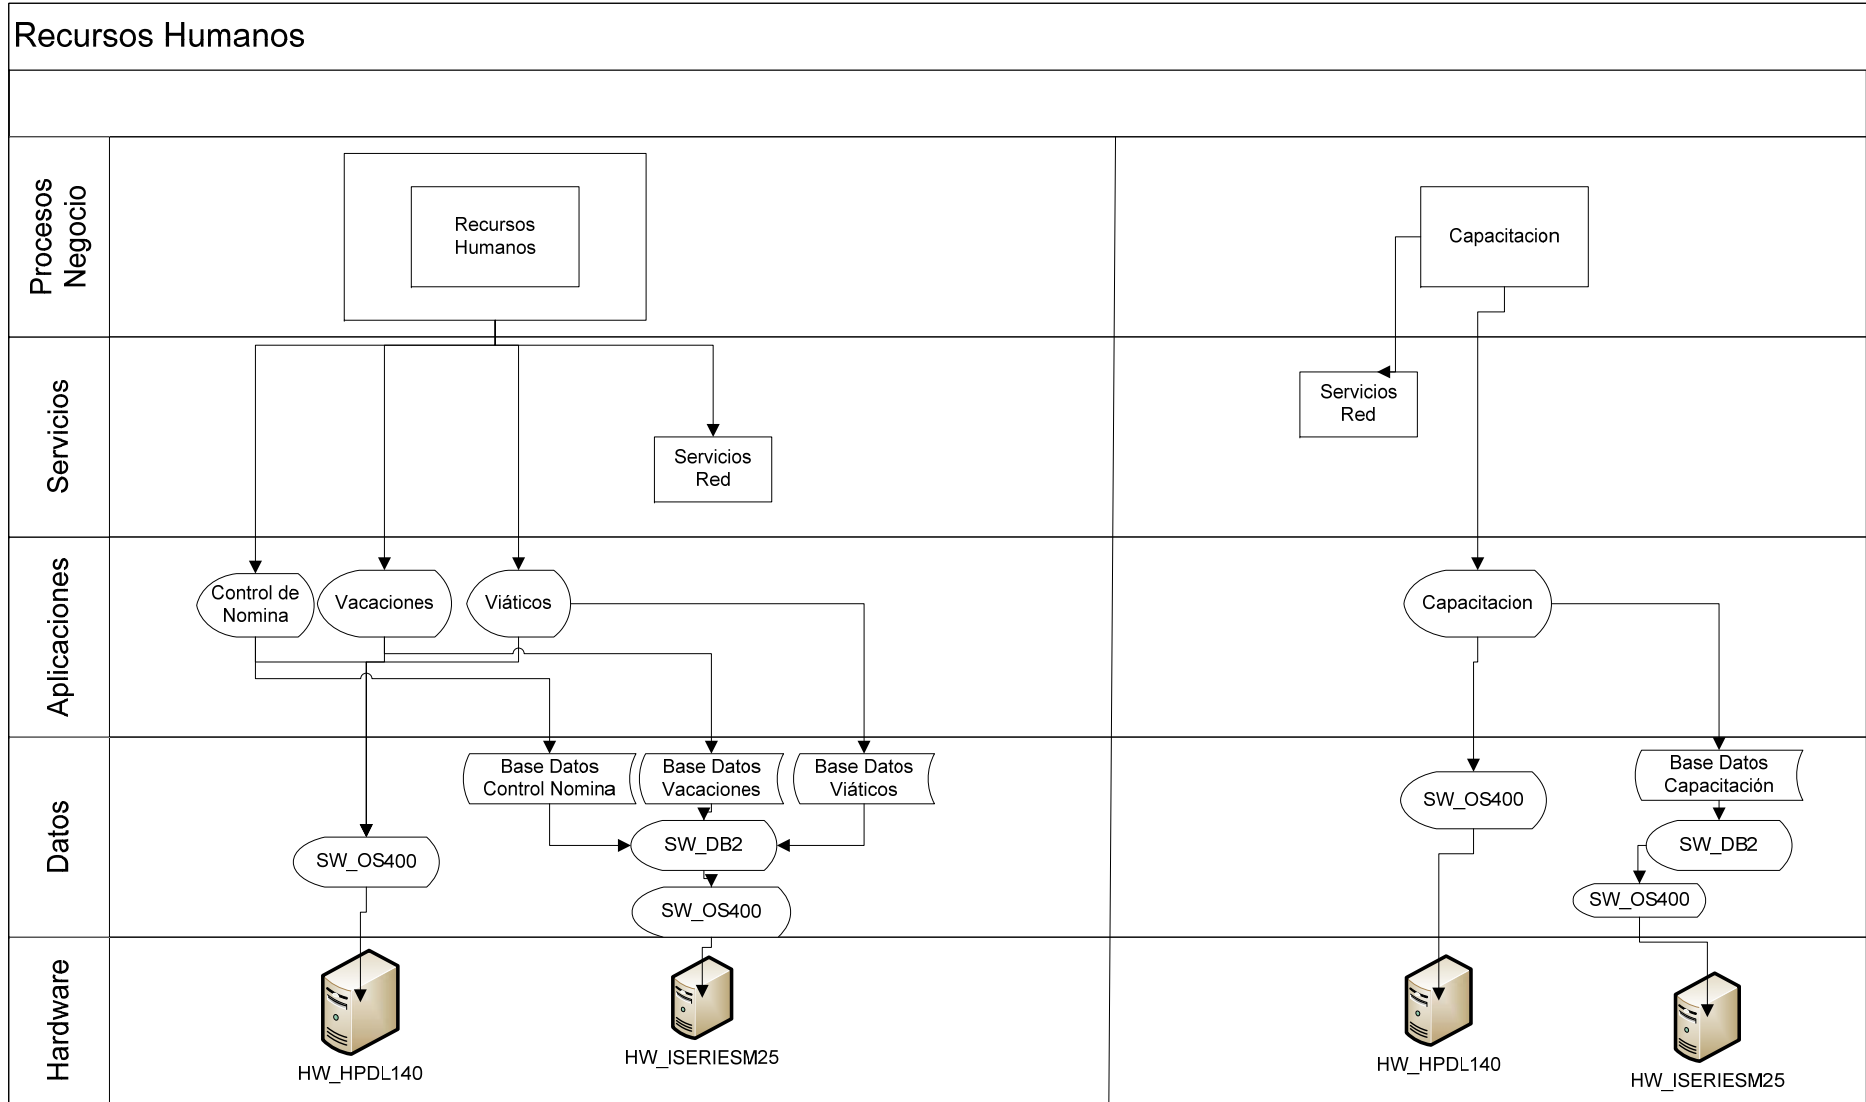 Recursos Humanos
Procesos
Negocio
Recursos
Humanos
Capacitacion
Servicios
Servicios
Red
Servicios
Red
Aplicaciones
Control de
Nomina
Vacaciones
Viáticos
Capacitacion
Datos
Base Datos
Control Nomina
Base Datos
Vacaciones
Base Datos
Viáticos
SW_DB2
SW_OS400
SW_OS400
SW_OS400
Base Datos
Capacitación
SW_DB2
SW_OS400
Hardware
HW_HPDL140
HW_ISERIESM25
HW_HPDL140
HW_ISERIESM25